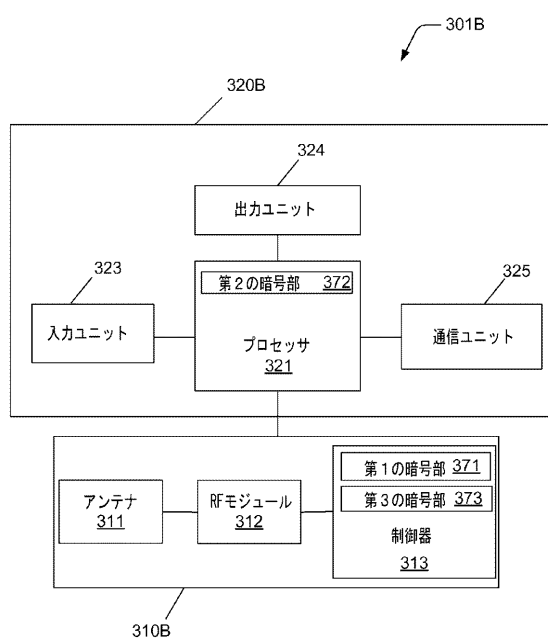 301B
320B
324
出力ユニット
323
入力ユニット
第２の暗号部 372
プロセッサ
321
325
通信ユニット
アンテナ
311
RFモジュール
312
第１の暗号部 371
第３の暗号部 373
制御器
313
310B